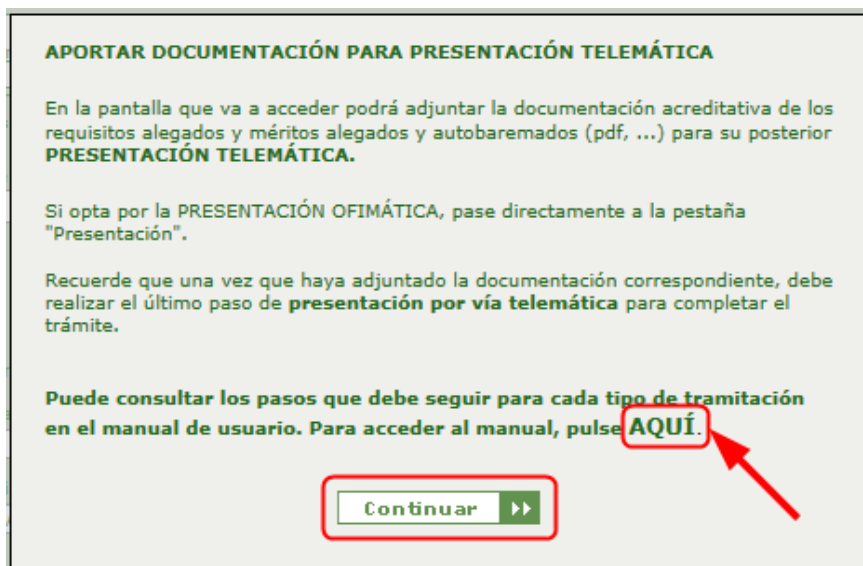 APORTAR DOCUMENTACIÓN PARA PRESENTACIÓN TELEMÁTICA
En la pantalla que va a acceder podrá adjuntar la documentación acreditativa de los
requisitos alegados y méritos alegados y autobaremados (pdf, ...) para su posterior
PRESENTACIÓN TELEMÁTICA.
Si opta por la PRESENTACIÓN OFIMÁTICA, pase directamente a la pestaña
"Presentación".
Recuerde que una vez que haya adjuntado la documentación correspondiente, debe
realizar el último paso de presentación por vía telemática para completar el
trámite.
Puede consultar los pasos que debe seguir para cada tipo de tramitación
en el manual de usuario. Para acceder al manual, pulse AQUÍ.
Continuar